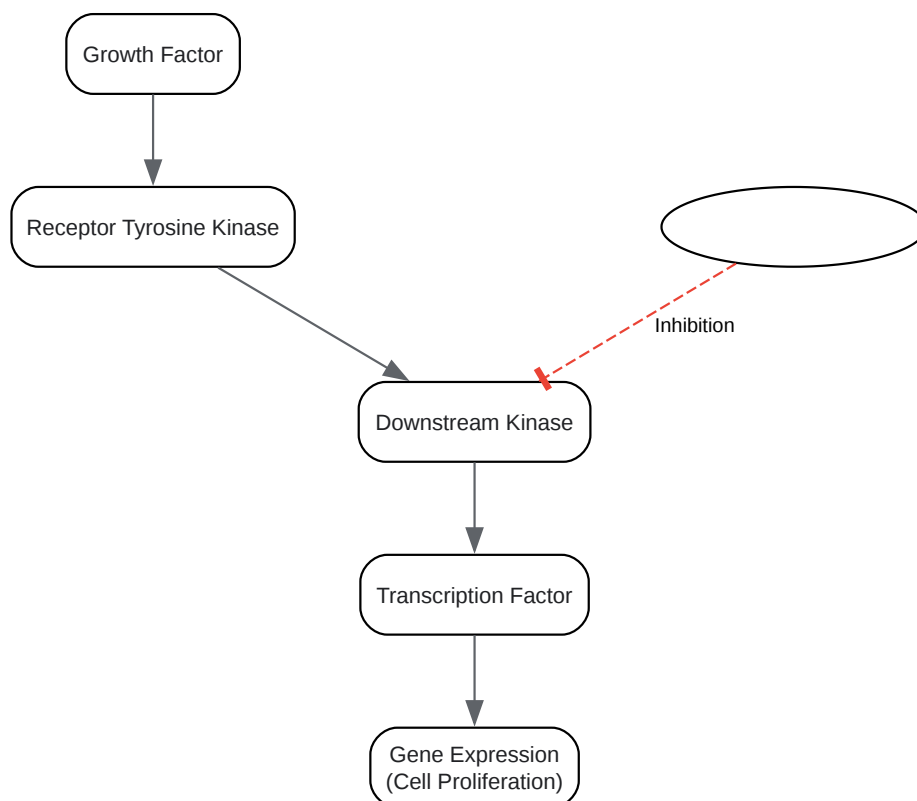 Growth Factor
Receptor Tyrosine Kinase
Inhibition
Downstream Kinase
Transcription Factor
Gene Expression
(Cell Proliferation)